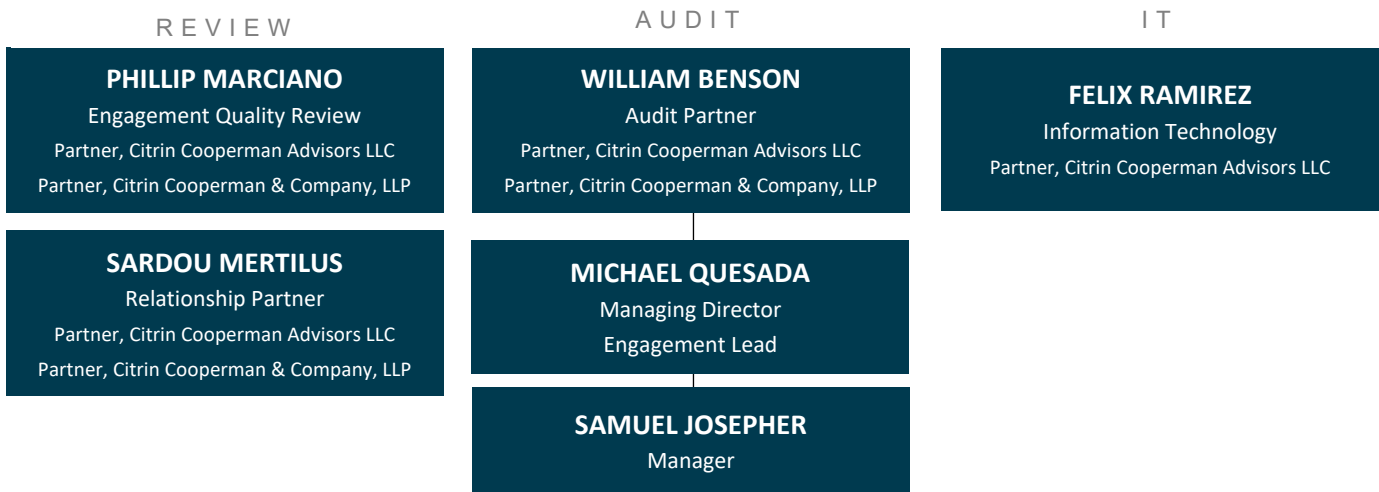 REVIEW
PHILLIP MARCIANO
Engagement Quality Review
Partner, Citrin Cooperman Advisors LLC
Partner, Citrin Cooperman & Company, LLP
SARDOU MERTILUS
Relationship Partner
Partner, Citrin Cooperman Advisors LLC
Partner, Citrin Cooperman & Company, LLP
AUDIT
WILLIAM BENSON
Audit Partner
Partner, Citrin Cooperman Advisors LLC
Partner, Citrin Cooperman & Company, LLP
MICHAEL QUESADA
Managing Director
Engagement Lead
SAMUEL JOSEPHER
Manager
IT
FELIX RAMIREZ
Information Technology
Partner, Citrin Cooperman Advisors LLC